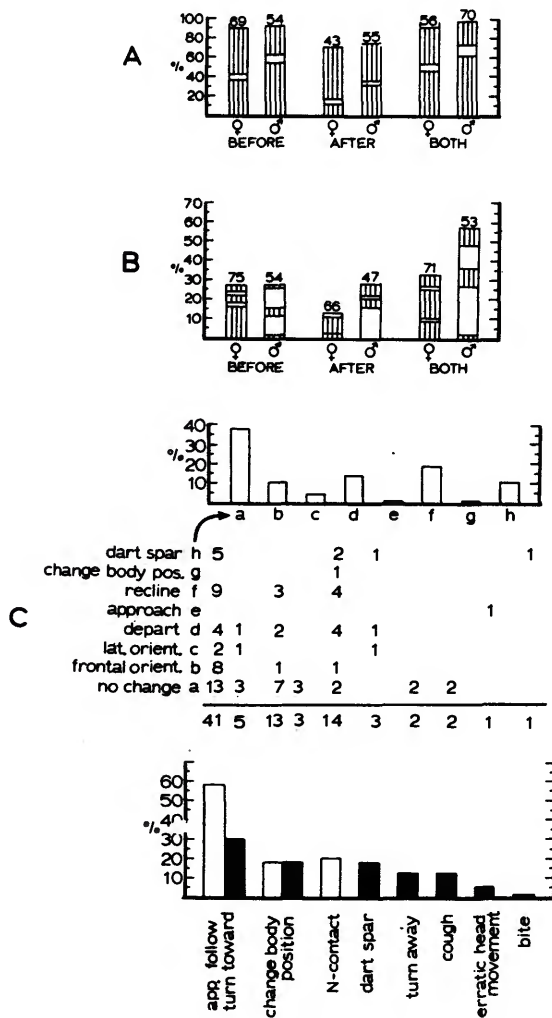 100 69 54 70
80 43 55 56
A % 60
40
20
♀ ♂ ♀ ♂ ♀ ♂
BEFORE AFTER BOTH
100
90
80
70 53
B 60
% 50 75 54 47 71
40
30 66
20
10
♀ ♂ ♀ ♂ ♀ ♂
BEFORE AFTER BOTH
40
% 30
20
10
a b c d e f g h
dart spar h 5 2 1 1
change body pos. g 1
recline f 9 3 4
approach e 1
C depart d 4 1 2 4 1
lat. orient. c 2 1 1
frontal orient. b 8 1 1
no change a 13 3 7 3 2 2 2
41 5 13 3 14 3 2 2 1 1
60
50
% 40
30
20
10
app. follow
turn toward
change body
position
N-contact
dart spar
turn away
cough
erratic head
movement
bite